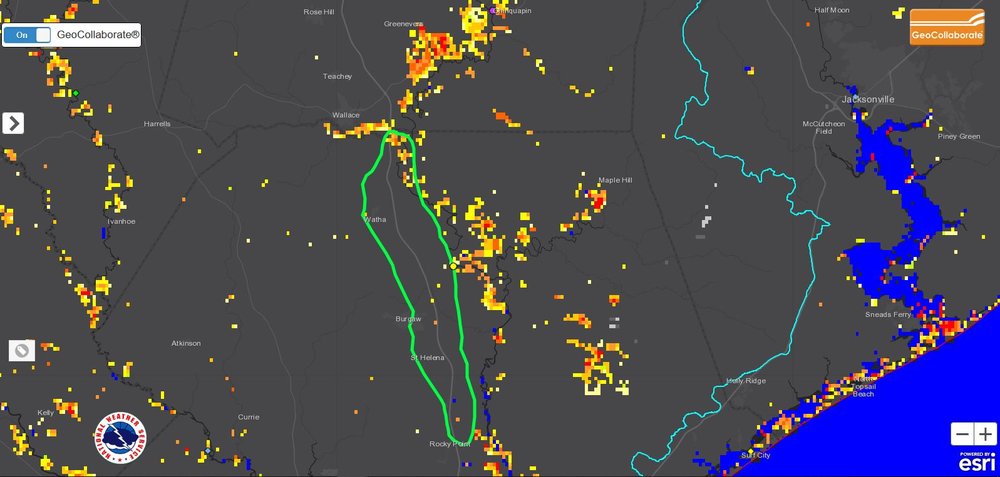 Rose Hill
Chinquapin
Half Moon
Greenevers
On
GeoCollaborate®
GeoCollaborate
Teachey
Jacksonville
Wallace
Harrells
McCutcheon
Field
Piney Green
Maple Hill
Watha
Ivanhoe
Burgaw
Sneads Ferry
Atkinson
St. Helena
Holly Ridge
North
Topsail
Beach
Kelly
Currie
NATIONAL WEATHER SERVICE
Rocky Point
Surf City
POWERED BY
esri